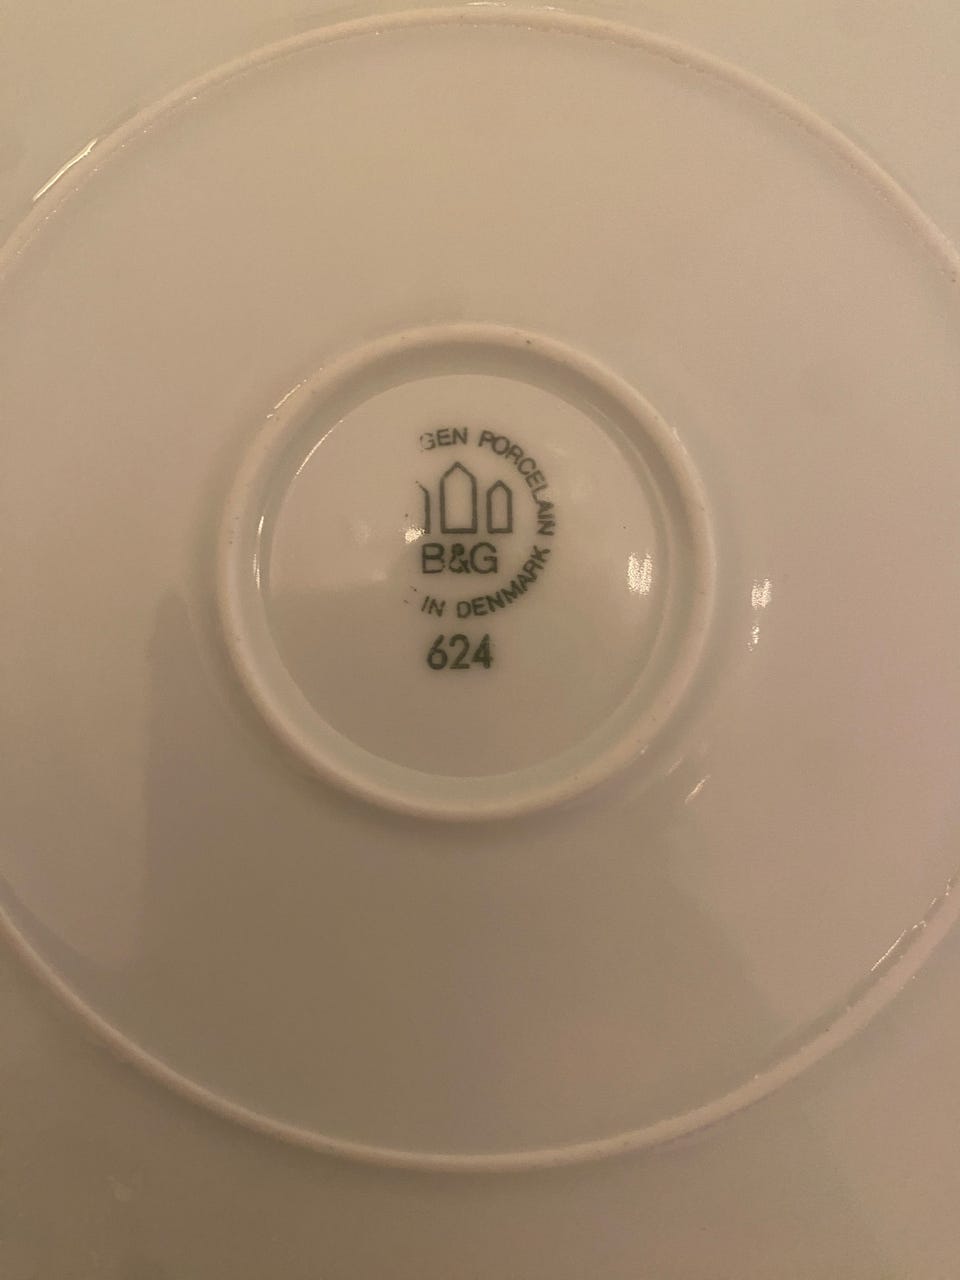 GEN PORCELAIN
B&G
IN DENMARK
624